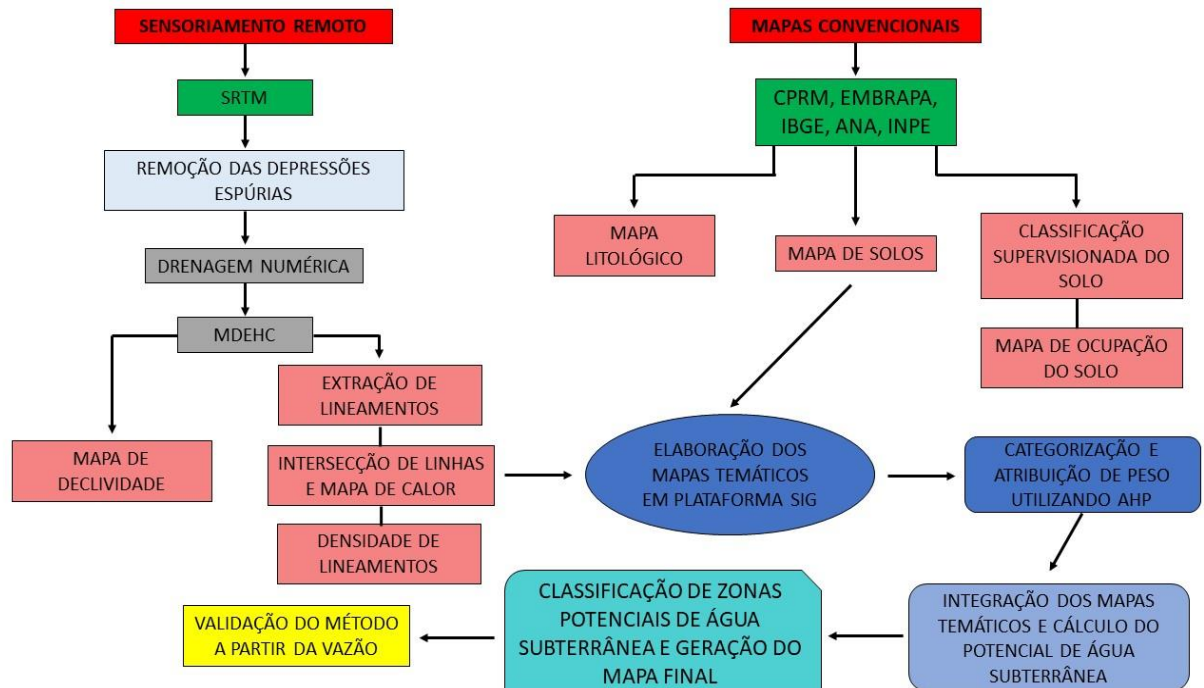 SENSORIAMENTO REMOTO
SRTM
REMOÇÃO DAS DEPRESSÕES
ESPÚRIAS
DRENAGEM NUMÉRICA
MDEHC
MAPA DE
DECLIVIDADE
EXTRAÇÃO DE
LINEAMENTOS
INTERSECÇÃO DE LINHAS
E MAPA DE CALOR
DENSIDADE DE
LINEAMENTOS
MAPAS CONVENCIONAIS
CPRM, EMBRAPA,
IBGE, ANA, INPE
MAPA
LITOLÓGICO
MAPA DE SOLOS
CLASSIFICAÇÃO
SUPERVISIONADA DO
SOLO
MAPA DE OCUPAÇÃO
DO SOLO
ELABORAÇÃO DOS
MAPAS TEMÁTICOS
EM PLATAFORMA SIG
CATEGORIZAÇÃO E
ATRIBUIÇÃO DE PESO
UTILIZANDO AHP
INTEGRAÇÃO DOS MAPAS
TEMÁTICOS E CÁLCULO DO
POTENCIAL DE ÁGUA
SUBTERRÂNEA
CLASSIFICAÇÃO DE ZONAS
POTENCIAIS DE ÁGUA
SUBTERRÂNEA E GERAÇÃO DO
MAPA FINAL
VALIDAÇÃO DO MÉTODO
A PARTIR DA VAZÃO